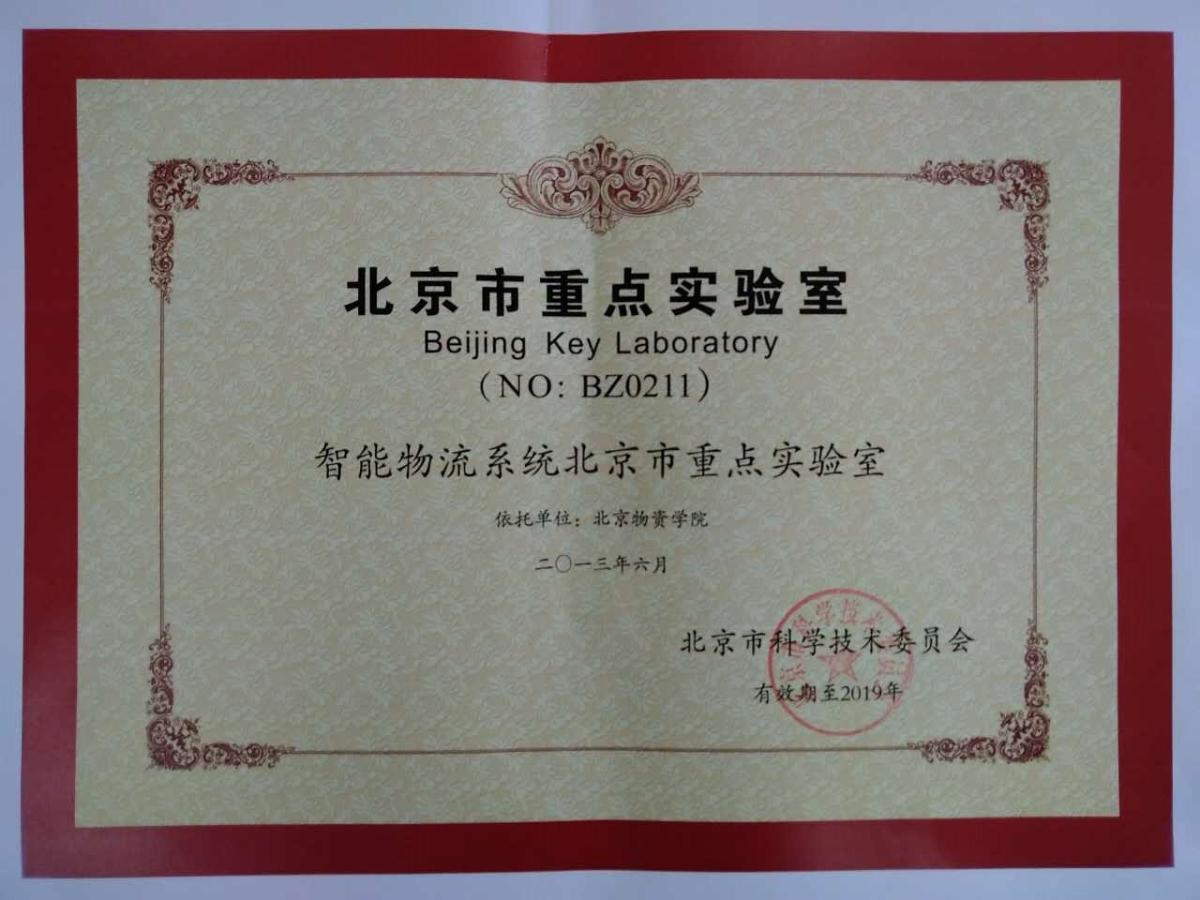 北京市重点实验室
Beijing Key Laboratory
(NO: BZ0211)
智能物流系统北京市重点实验室
依托单位：北京物资学院
二〇一三年六月
北京市科学技术委员会
有效期至2019年